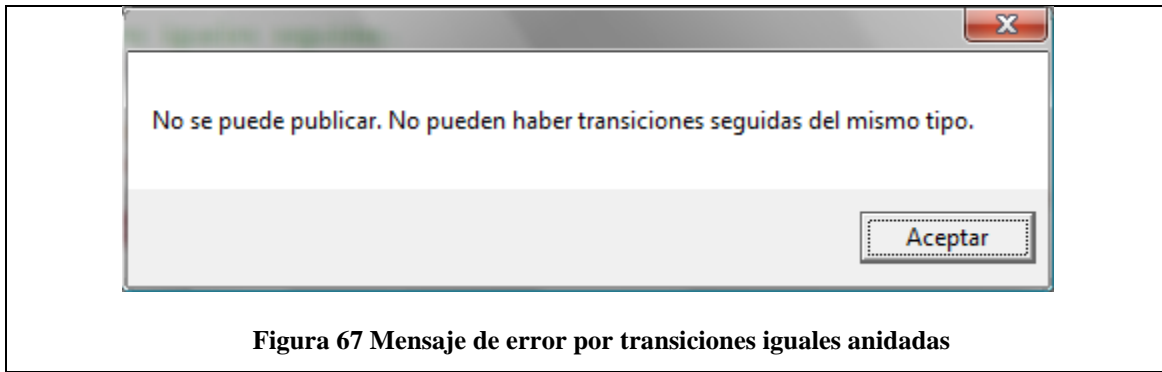 No se puede publicar. No pueden haber transiciones seguidas del mismo tipo.
Aceptar
Figura 67 Mensaje de error por transiciones iguales anidadas